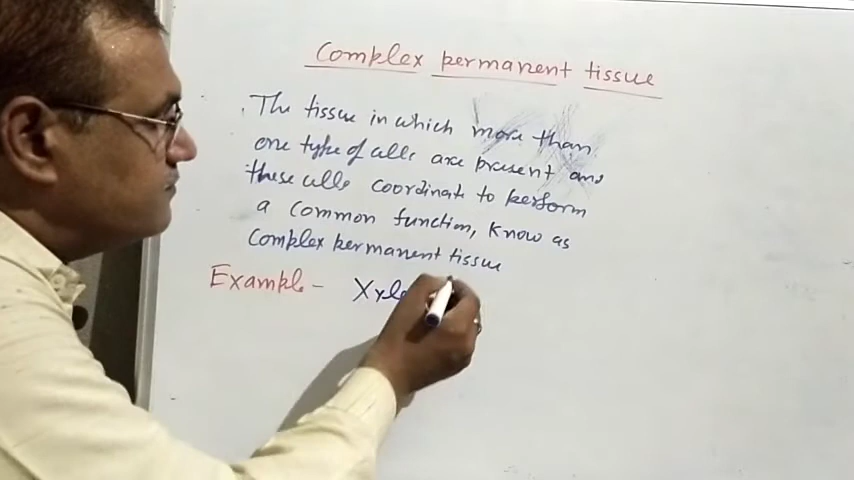 Complex permanent tissue
The tissue in which more than
one type of cells are present and
these cells coordinate to perform
a common function, know as
Complex permanent tissue
Example - Xyle